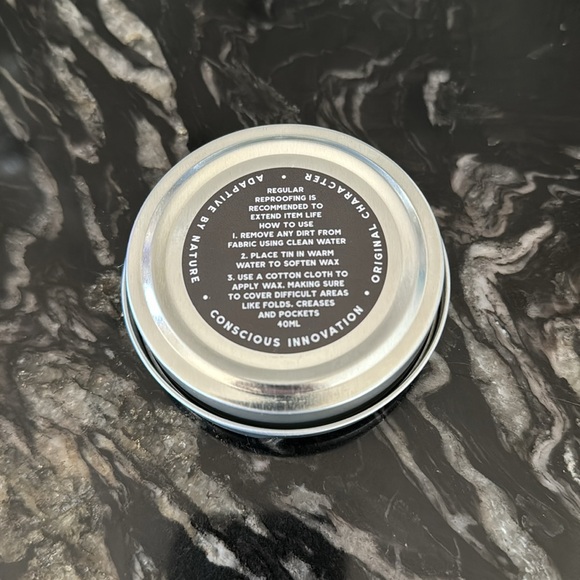 ADAPTIVE BY NATURE • ORIGINAL CHARACTER • CONSCIOUS INNOVATION •
REGULAR
REPROOFING IS
RECOMMENDED TO
EXTEND ITEM LIFE
HOW TO USE
1. REMOVE ANY DIRT FROM
FABRIC USING CLEAN WATER
2. PLACE TIN IN WARM
WATER TO SOFTEN WAX
3. USE A COTTON CLOTH TO
APPLY WAX. MAKING SURE
TO COVER DIFFICULT AREAS
LIKE FOLDS. CREASES
AND POCKETS
40ML